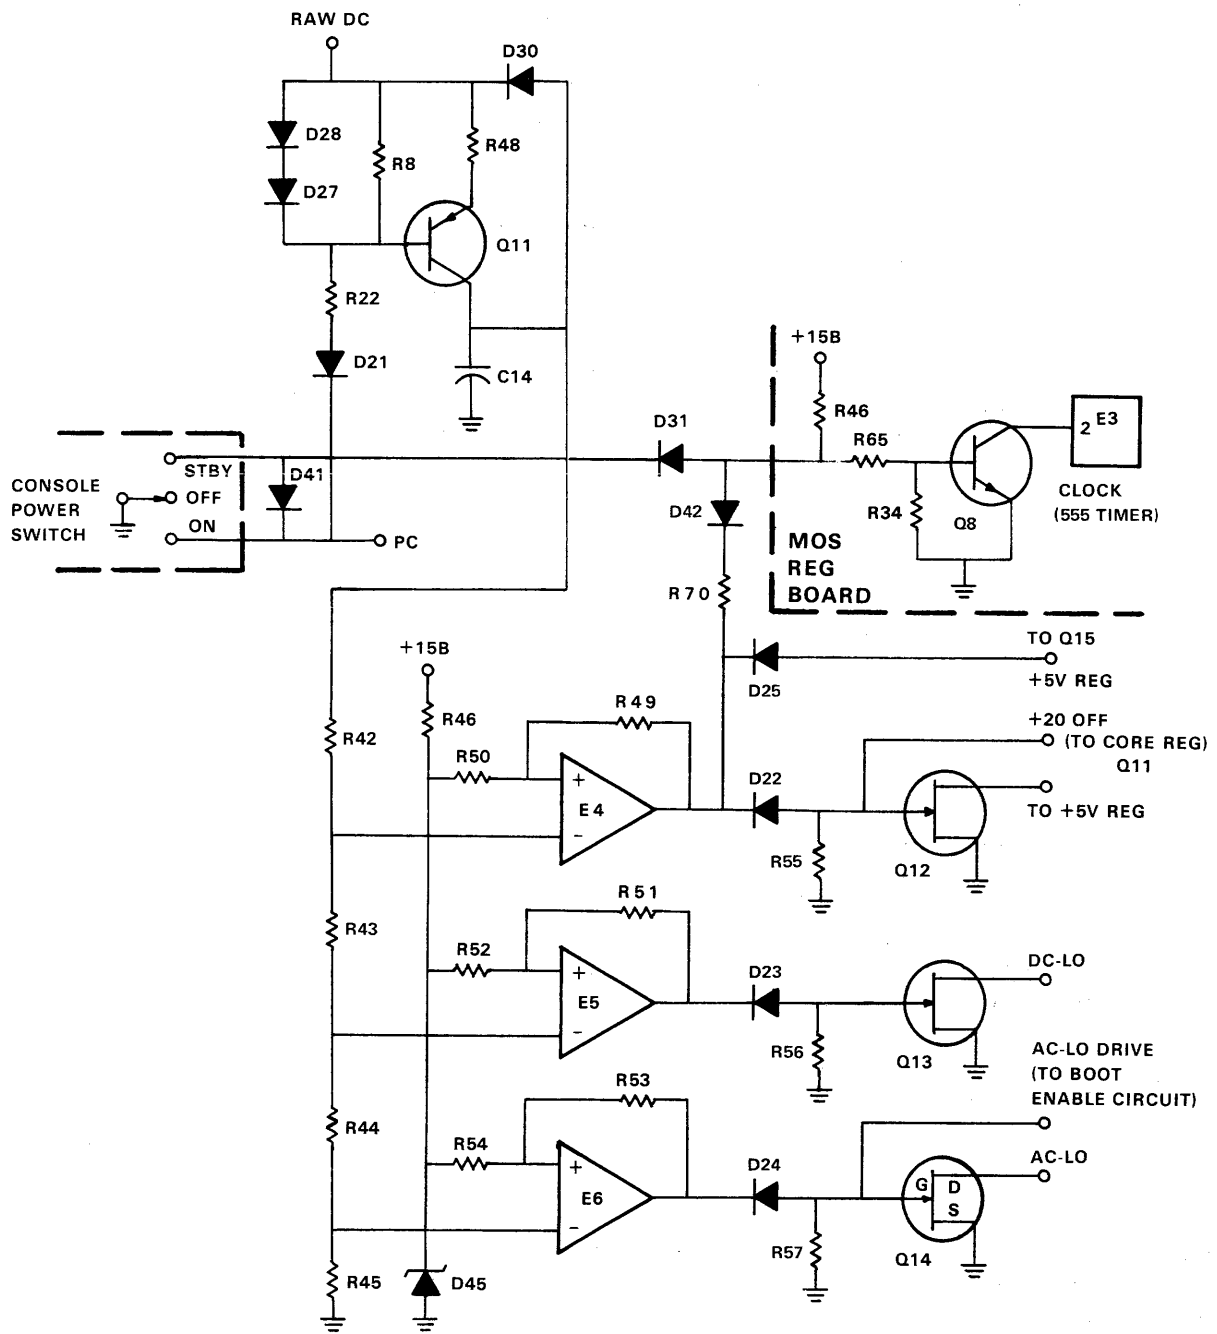 RAW DC
D30
D28
R8
R48
D27
Q11
R22
D21
C14
+15B
R46
D31
R65
2 E3
STBY
D41
CONSOLE
POWER
SWITCH
OFF
ON
PC
D42
R34
Q8
CLOCK
(555 TIMER)
MOS
REG
BOARD
R70
+15B
TO Q15
D25
+5V REG
R46
R49
+20 OFF
(TO CORE REG)
Q11
R42
R50
D22
+
E4
-
TO +5V REG
R55
Q12
R51
R43
R52
D23
DC-LO
+
E5
-
R56
Q13
AC-LO DRIVE
(TO BOOT
ENABLE CIRCUIT)
R53
R44
R54
D24
AC-LO
+
E6
-
G D
S
R57
Q14
R45
D45